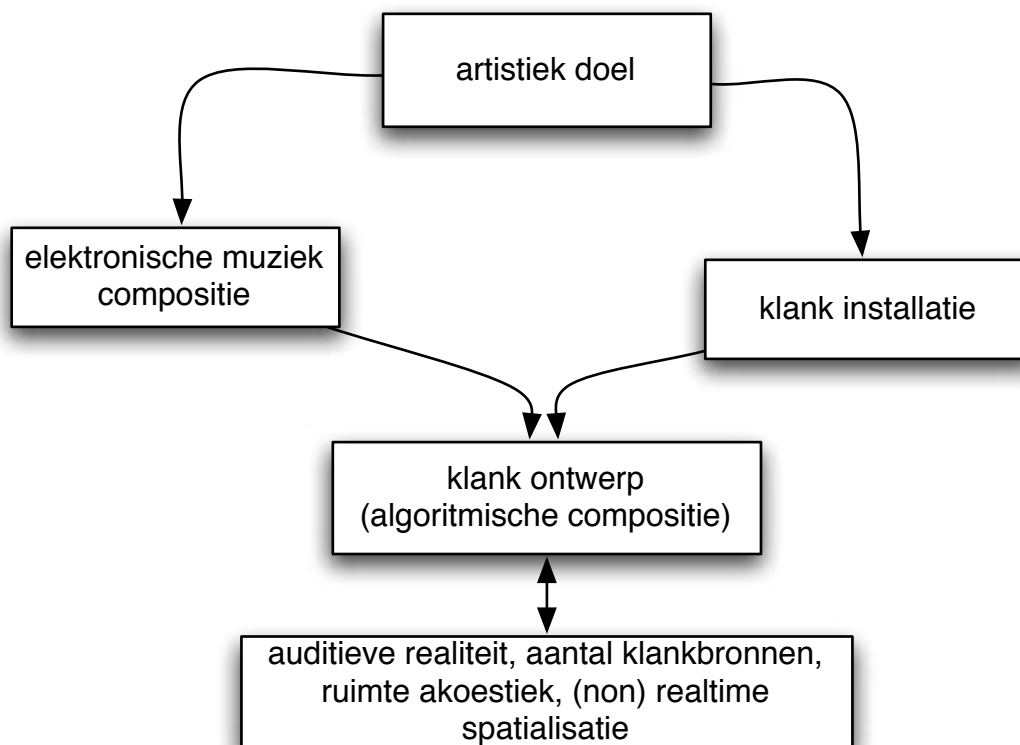 artistiek doel
elektronische muziek
compositie
klank installatie
klank ontwerp
(algoritmische compositie)
auditieve realiteit, aantal klankbronnen,
ruimte akoestiek, (non) realtime
spatialisatie